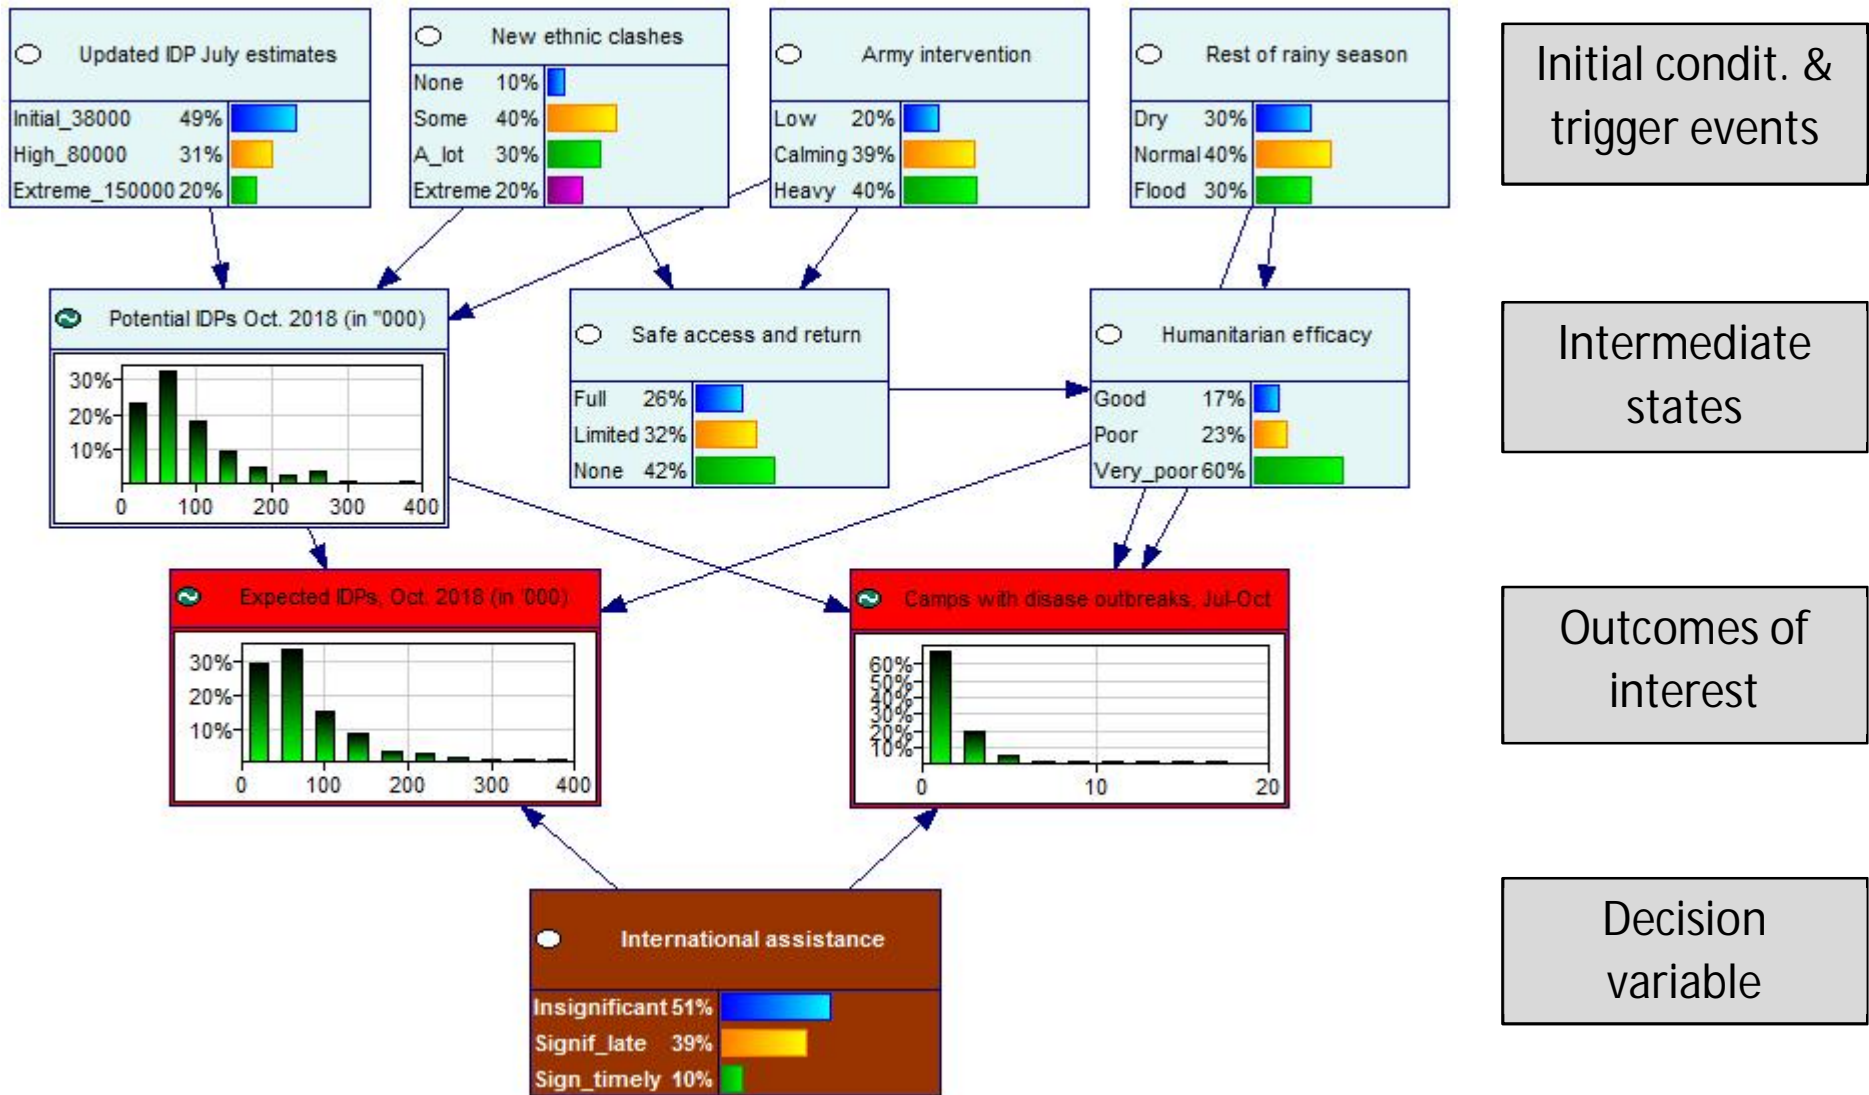 Updated IDP July estimates
Initial_38000 49%
High_80000 31%
Extreme_150000 20%
New ethnic clashes
None 10%
Some 40%
A_lot 30%
Extreme 20%
Army intervention
Low 20%
Calming 39%
Heavy 40%
Rest of rainy season
Dry 30%
Normal 40%
Flood 30%
Initial condit. &
trigger events
Potential IDPs Oct. 2018 (in "000)
30%
20%
10%
0 100 200 300 400
Safe access and return
Full 26%
Limited 32%
None 42%
Humanitarian efficacy
Good 17%
Poor 23%
Very_poor 60%
Intermediate
states
Expected IDPs, Oct. 2018 (in '000)
30%
20%
10%
0 100 200 300 400
Camps with disase outbreaks, Jul-Oct
60%
50%
40%
30%
20%
10%
0 10 20
Outcomes of
interest
International assistance
Insignificant 51%
Signif_late 39%
Sign_timely 10%
Decision
variable